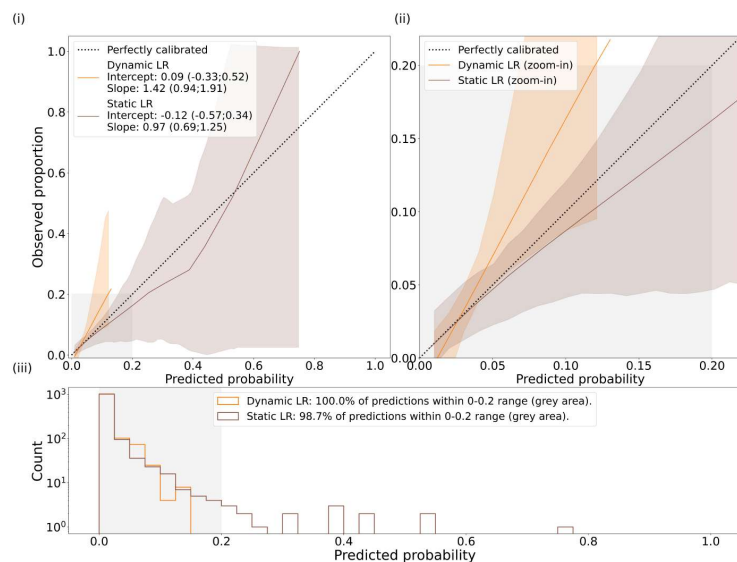 (i)
(ii)
Perfectly calibrated
Dynamic LR
Intercept: 0.09 (-0.33;0.52)
Slope: 1.42 (0.94;1.91)
Static LR
Intercept: -0.12 (-0.57;0.34)
Slope: 0.97 (0.69;1.25)
Observed proportion
1.0
0.8
0.6
0.4
0.2
0.0
0.0 0.2 0.4 0.6 0.8 1.0
Predicted probability
Perfectly calibrated
Dynamic LR (zoom-in)
Static LR (zoom-in)
0.20
0.15
0.10
0.05
0.00
0.00 0.05 0.10 0.15 0.20
Predicted probability
(iii)
Dynamic LR: 100.0% of predictions within 0-0.2 range (grey area).
Static LR: 98.7% of predictions within 0-0.2 range (grey area).
Count
10³
10²
10¹
10⁰
0.0 0.2 0.4 0.6 0.8 1.0
Predicted probability